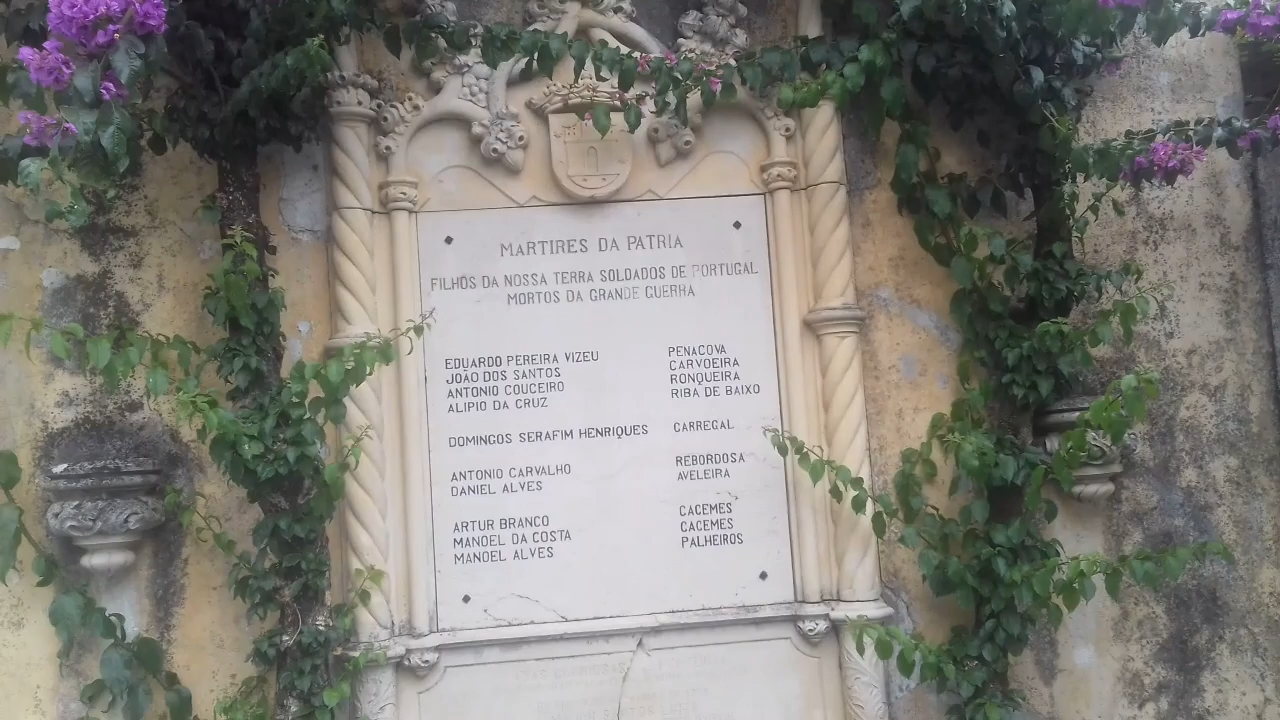 MARTIRES DA PATRIA
FILHOS DA NOSSA TERRA SOLDADOS DE PORTUGAL
MORTOS DA GRANDE GUERRA
EDUARDO PEREIRA VIZEU PENACOVA
JOÃO DOS SANTOS CARVOEIRA
ANTONIO COUCEIRO RONQUEIRA
ALIPIO DA CRUZ RIBA DE BAIXO
DOMINGOS SERAFIM HENRIQUES CARREGAL
ANTONIO CARVALHO REBORDOSA
DANIEL ALVES AVELEIRA
ARTUR BRANCO CACEMES
MANOEL DA COSTA CACEMES
MANOEL ALVES PALHEIROS